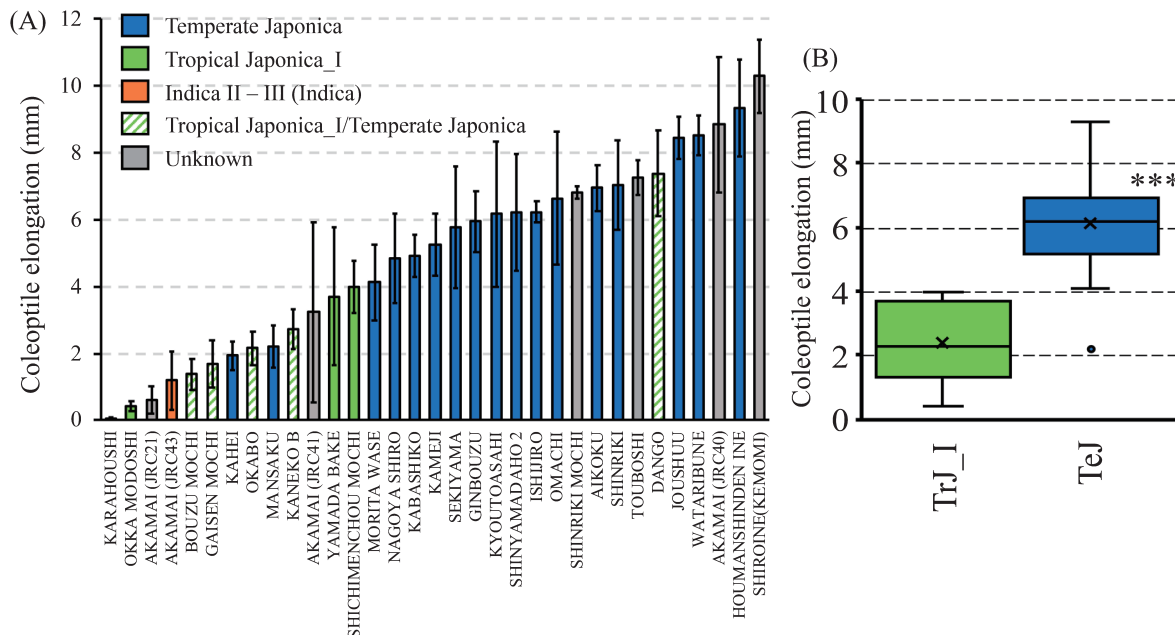 (A)
Coleoptile elongation (mm)
12
10
8
6
4
2
0
Temperate Japonica
Tropical Japonica_I
Indica II – III (Indica)
Tropical Japonica_I/Temperate Japonica
Unknown
KARAHOUSHI
OKKA MODOSHI
AKAMAI (JRC21)
AKAMAI (JRC43)
BOUZU MOCHI
GAISEN MOCHI
KAHEI
OKABO
MANSAKU
KANEKO B
AKAMAI (JRC41)
YAMADA BAKE
SHICHIMENCHOU MOCHI
MORITA WASE
NAGOYA SHIRO
KABASHIKO
KAMEJI
SEKIYAMA
GINBOUZU
KYOUTOASAHI
SHINYAMADAHO 2
ISHIJIRO
OMACHI
SHINRIKI MOCHI
AIKOKU
SHINRIKI
TOUBOSHI
DANGO
JOUSHUU
WATARIBUNE
AKAMAI (JRC40)
HOUMANSHINDEN INE
SHIROINE(KEMOMI)
(B)
Coleoptile elongation (mm)
10
8
6
4
2
0
***
TrJ_I
TeJ